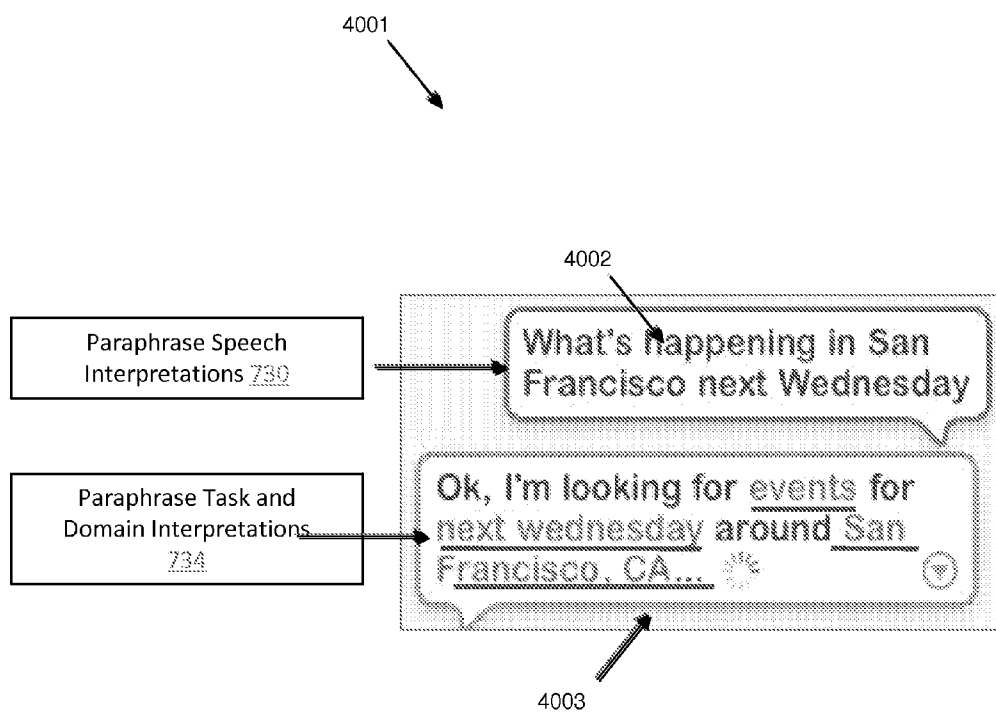 4001
4002
What's happening in San
Francisco next Wednesday
Paraphrase Speech
Interpretations 730
Ok, I'm looking for events for
next wednesday around San
Francisco, CA...
Paraphrase Task and
Domain Interpretations
734
4003